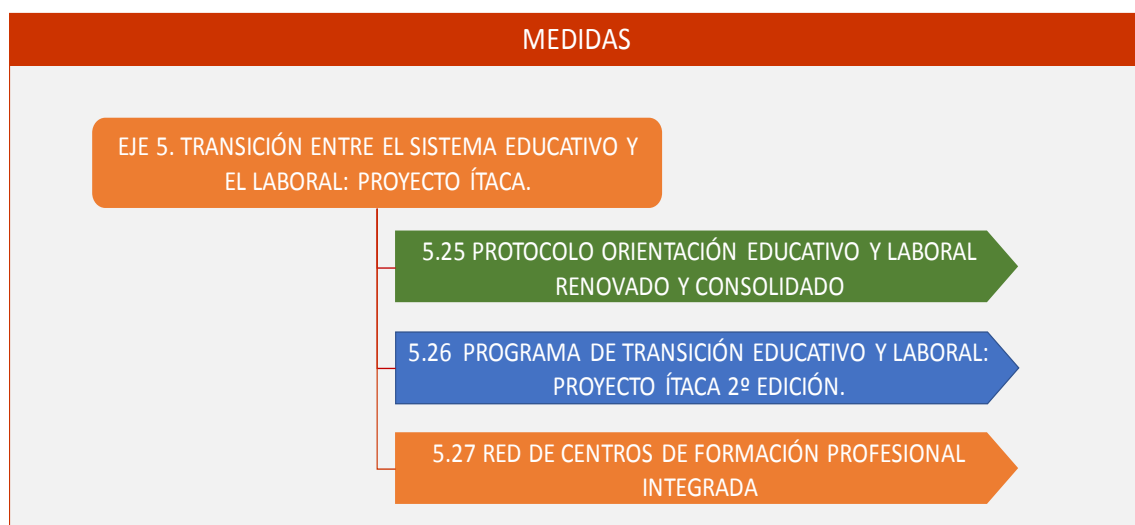 MEDIDAS
EJE 5. TRANSICIÓN ENTRE EL SISTEMA EDUCATIVO Y
EL LABORAL: PROYECTO ÍTACA.
5.25 PROTOCOLO ORIENTACIÓN EDUCATIVO Y LABORAL
RENOVADO Y CONSOLIDADO
5.26 PROGRAMA DE TRANSICIÓN EDUCATIVO Y LABORAL:
PROYECTO ÍTACA 2º EDICIÓN.
5.27 RED DE CENTROS DE FORMACIÓN PROFESIONAL
INTEGRADA